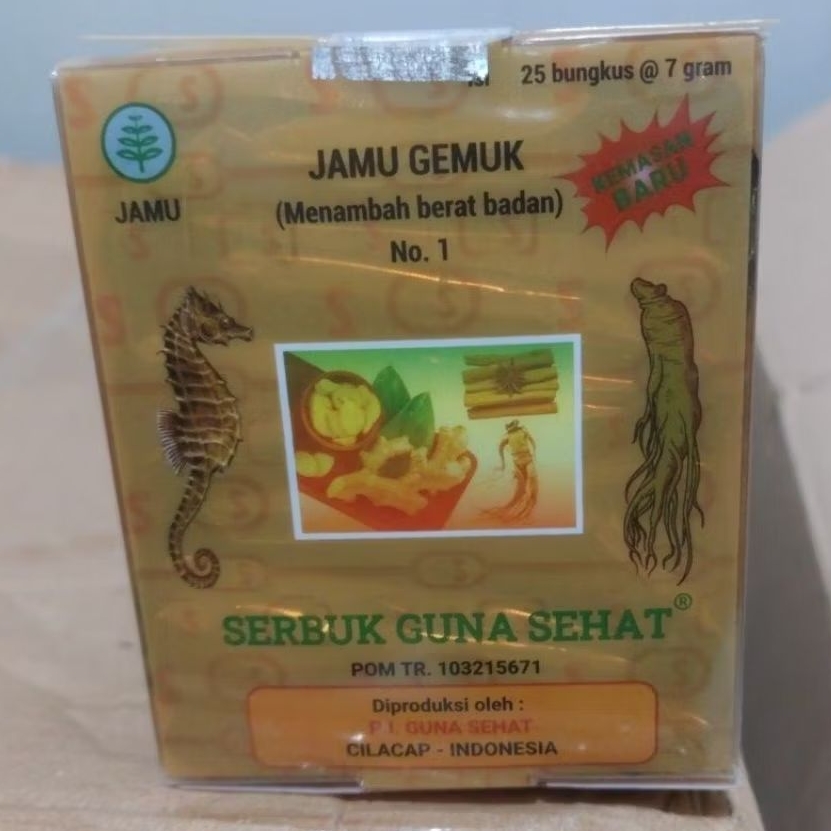 isi 25 bungkus @ 7 gram
JAMU
JAMU GEMUK
(Menambah berat badan)
No. 1
KEMASAN
BARU
SERBUK GUNA SEHAT®
POM TR. 103215671
Diproduksi oleh :
P.J. GUNA SEHAT
CILACAP - INDONESIA